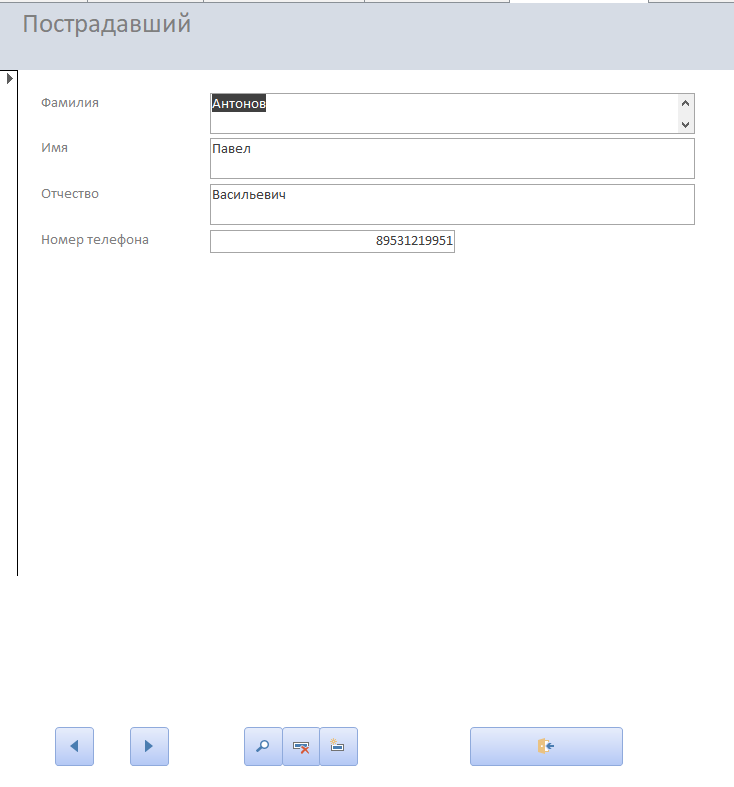 Пострадавший
Фамилия Антонов
Имя Павел
Отчество Васильевич
Номер телефона 89531219951